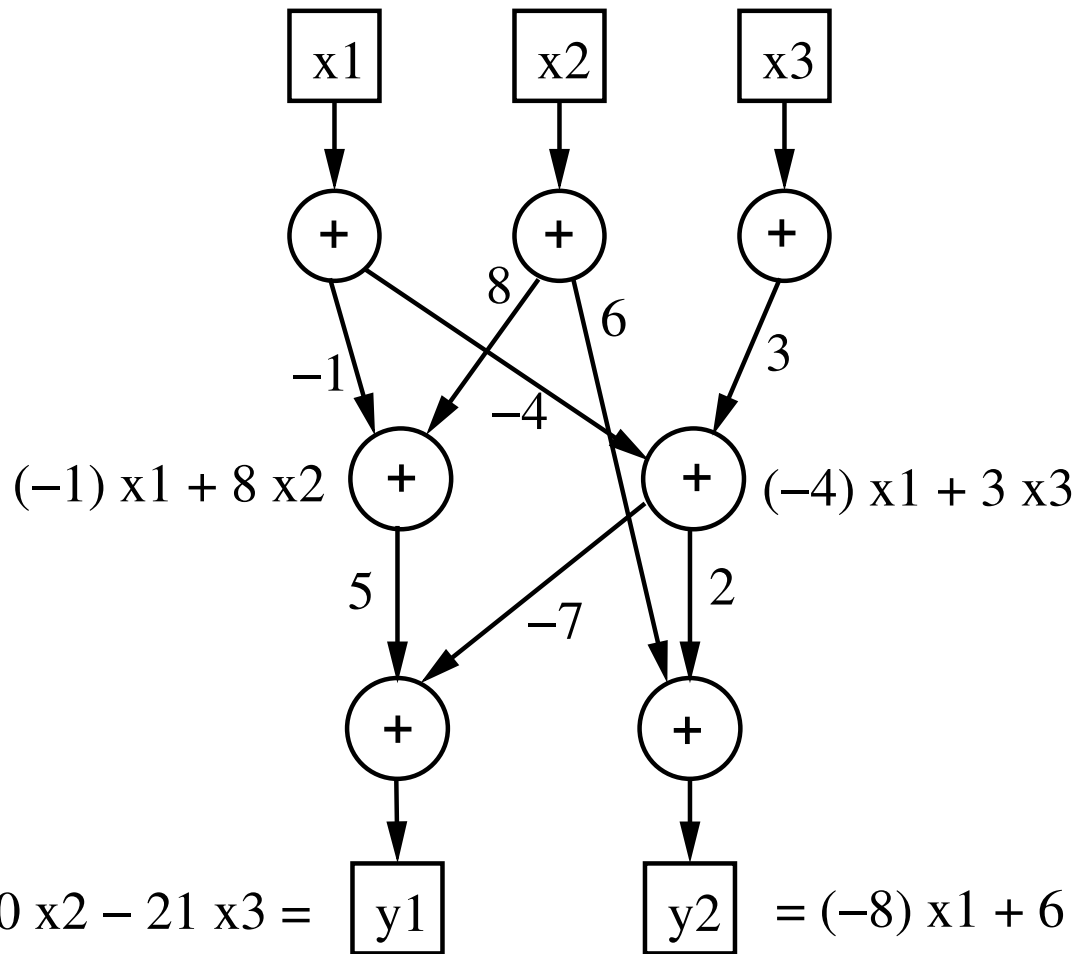 x1 x2 x3
+ + +
8 6
−1 −4 3
(−1) x1 + 8 x2 + + (−4) x1 + 3 x3
5 −7 2
+ +
0 x2 − 21 x3 = y1 y2 = (−8) x1 + 6